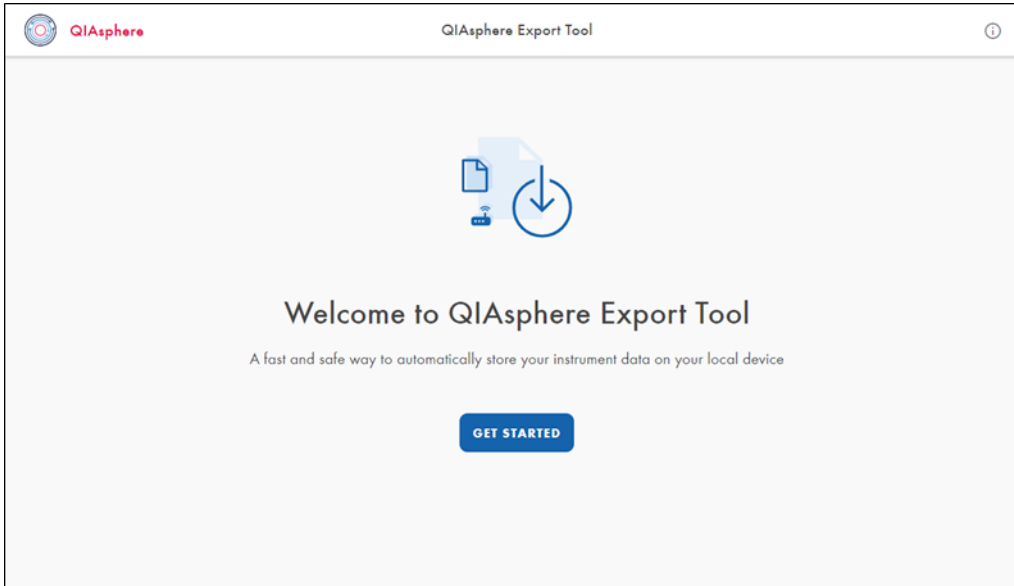 QIAsphere
QIAsphere Export Tool
Welcome to QIAsphere Export Tool
A fast and safe way to automatically store your instrument data on your local device
GET STARTED